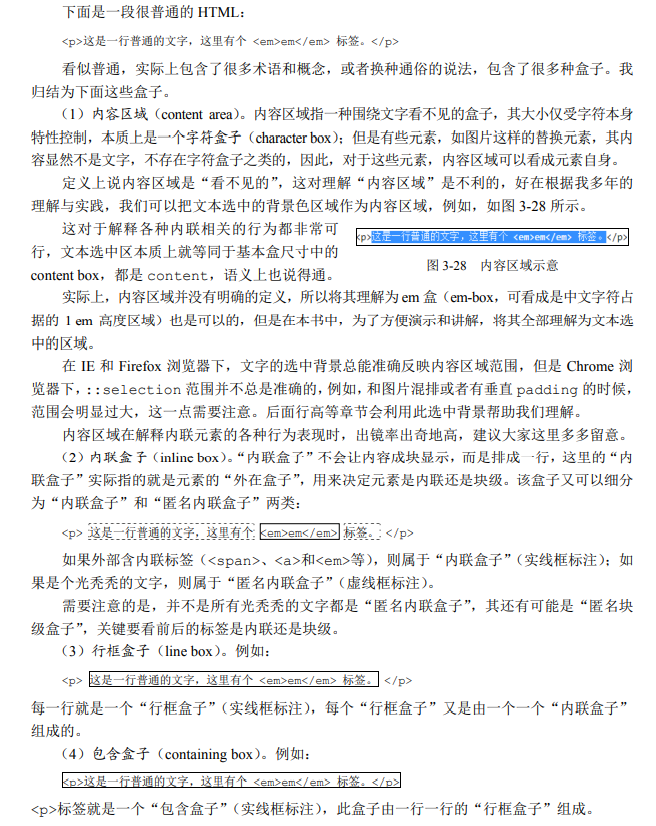 下面是一段很普通的 HTML：
<p>这是一行普通的文字，这里有个 <em>em</em> 标签。</p>
看似普通，实际上包含了很多术语和概念，或者换种通俗的说法，包含了很多种盒子。我
归结为下面这些盒子。
（1）内容区域（content area）。内容区域指一种围绕文字看不见的盒子，其大小仅受字符本身
特性控制，本质上是一个字符盒子（character box）；但是有些元素，如图片这样的替换元素，其内
容显然不是文字，不存在字符盒子之类的，因此，对于这些元素，内容区域可以看成元素自身。
定义上说内容区域是“看不见的”，这对理解“内容区域”是不利的，好在根据我多年的
理解与实践，我们可以把文本选中的背景色区域作为内容区域，例如，如图 3-28 所示。
这对于解释各种内联相关的行为都非常可
行，文本选中区本质上就等同于基本盒尺寸中的
content box，都是 content，语义上也说得通。
<p>这是一行普通的文字，这里有个 <em>em</em> 标签。</p>
图 3-28 内容区域示意
实际上，内容区域并没有明确的定义，所以将其理解为 em 盒（em-box，可看成是中文字符占
据的 1 em 高度区域）也是可以的，但是在本书中，为了方便演示和讲解，将其全部理解为文本选
中的区域。
在 IE 和 Firefox 浏览器下，文字的选中背景总能准确反映内容区域范围，但是 Chrome 浏
览器下，::selection 范围并不总是准确的，例如，和图片混排或者有垂直 padding 的时候，
范围会明显过大，这一点需要注意。后面行高等章节会利用此选中背景帮助我们理解。
内容区域在解释内联元素的各种行为表现时，出镜率出奇地高，建议大家这里多多留意。
（2）内联盒子（inline box）。“内联盒子”不会让内容成块显示，而是排成一行，这里的“内
联盒子”实际指的就是元素的“外在盒子”，用来决定元素是内联还是块级。该盒子又可以细分
为“内联盒子”和“匿名内联盒子”两类：
<p> 这是一行普通的文字，这里有个 <em>em</em> 标签。 </p>
如果外部含内联标签（<span>、<a>和<em>等），则属于“内联盒子”（实线框标注）；如
果是个光秃秃的文字，则属于“匿名内联盒子”（虚线框标注）。
需要注意的是，并不是所有光秃秃的文字都是“匿名内联盒子”，其还有可能是“匿名块
级盒子”，关键要看前后的标签是内联还是块级。
（3）行框盒子（line box）。例如：
<p> 这是一行普通的文字，这里有个 <em>em</em> 标签。 </p>
每一行就是一个“行框盒子”（实线框标注），每个“行框盒子”又是由一个一个“内联盒子”
组成的。
（4）包含盒子（containing box）。例如：
<p>这是一行普通的文字，这里有个 <em>em</em> 标签。</p>
<p>标签就是一个“包含盒子”（实线框标注），此盒子由一行一行的“行框盒子”组成。